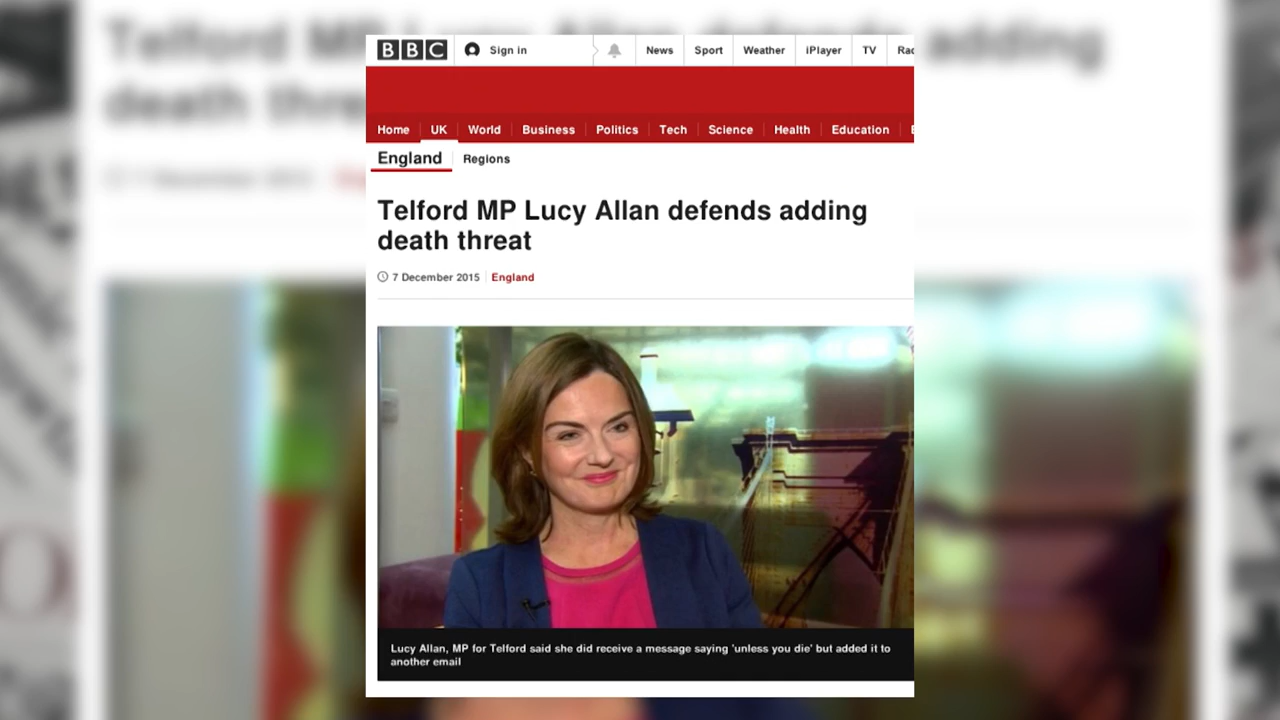 BBC Sign in News Sport Weather iPlayer TV
Home UK World Business Politics Tech Science Health Education
England Regions
Telford MP Lucy Allan defends adding
death threat
7 December 2015 England
Lucy Allan, MP for Telford said she did receive a message saying 'unless you die' but added it to
another email